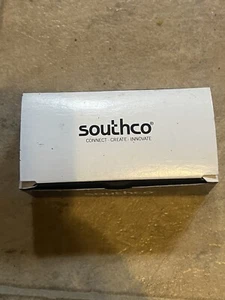 southco®
CONNECT · CREATE · INNOVATE